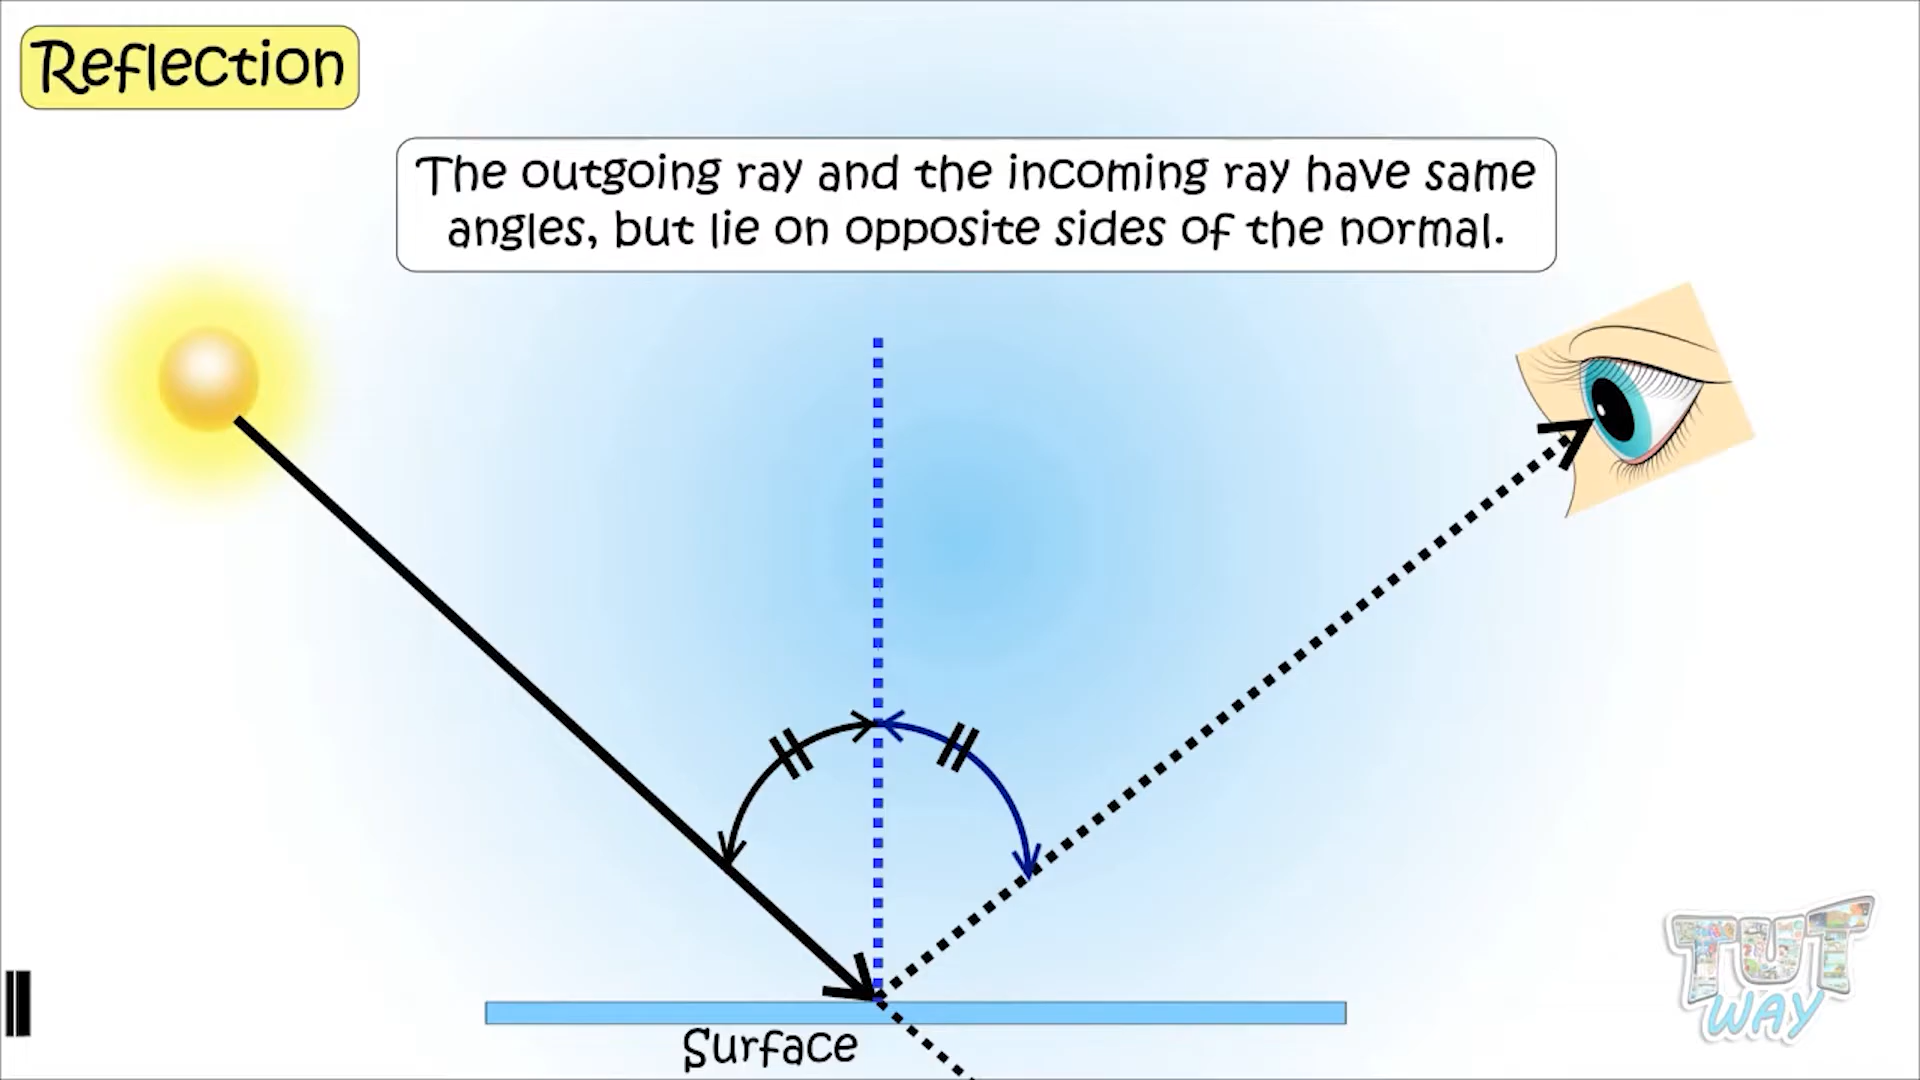 Reflection
The outgoing ray and the incoming ray have same
angles, but lie on opposite sides of the normal.
Surface
TUT
WAY